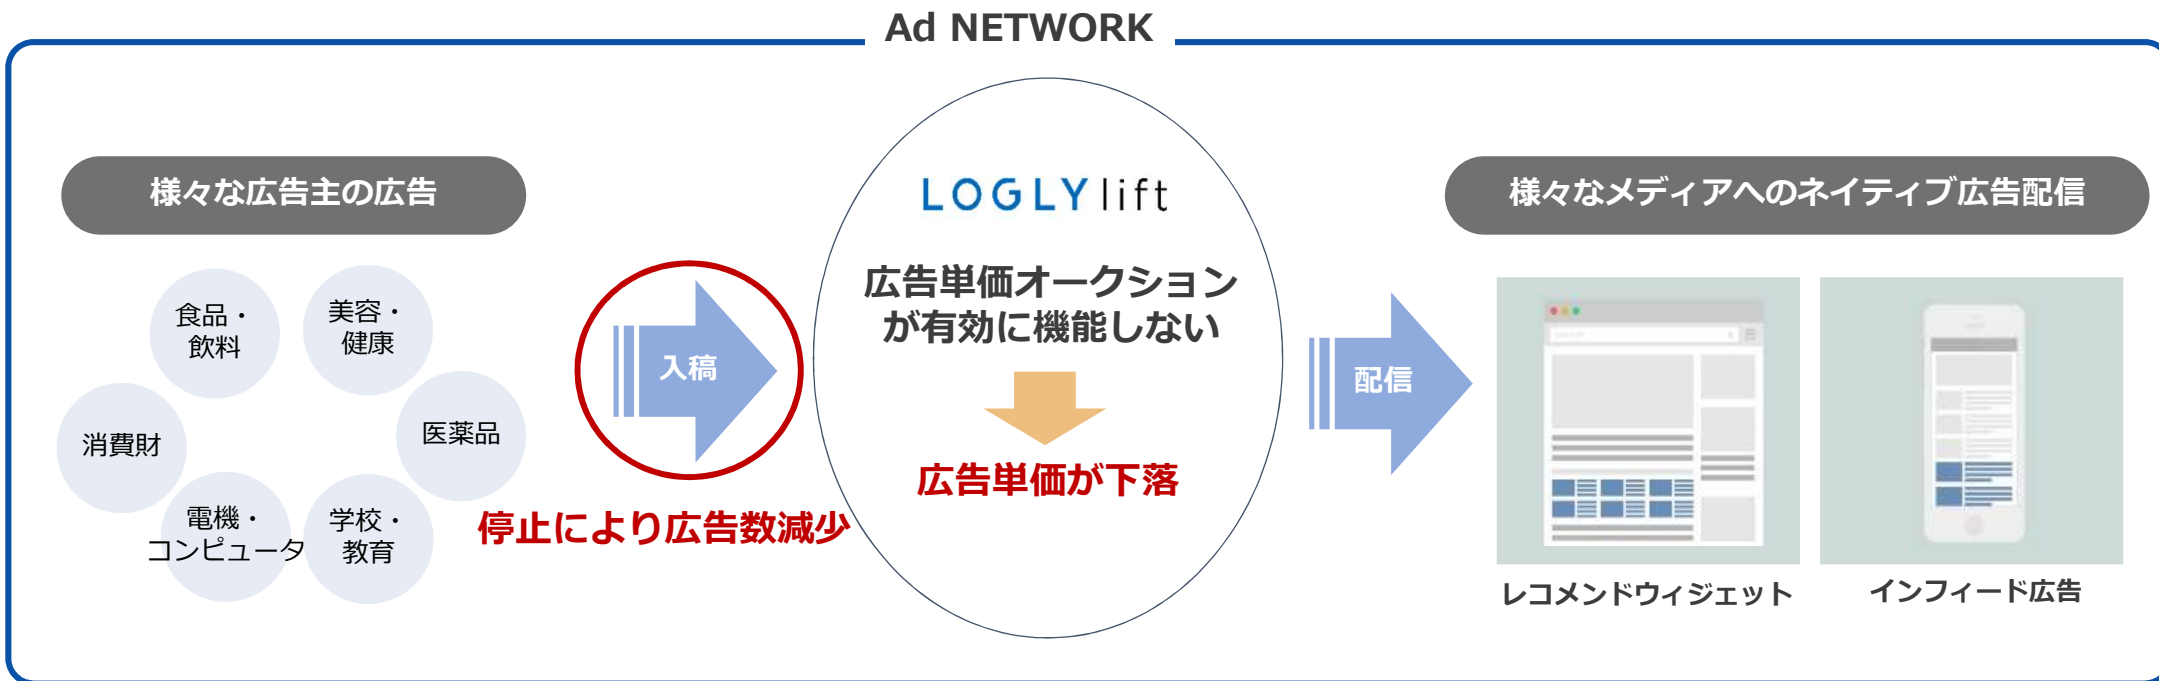 Ad NETWORK
様々な広告主の広告
食品・
飲料
美容・
健康
消費財
医薬品
電機・
コンピュータ
学校・
教育
入稿
停止により広告数減少
LOGLY lift
広告単価オークション
が有効に機能しない
広告単価が下落
配信
様々なメディアへのネイティブ広告配信
レコメンドウィジェット
インフィード広告